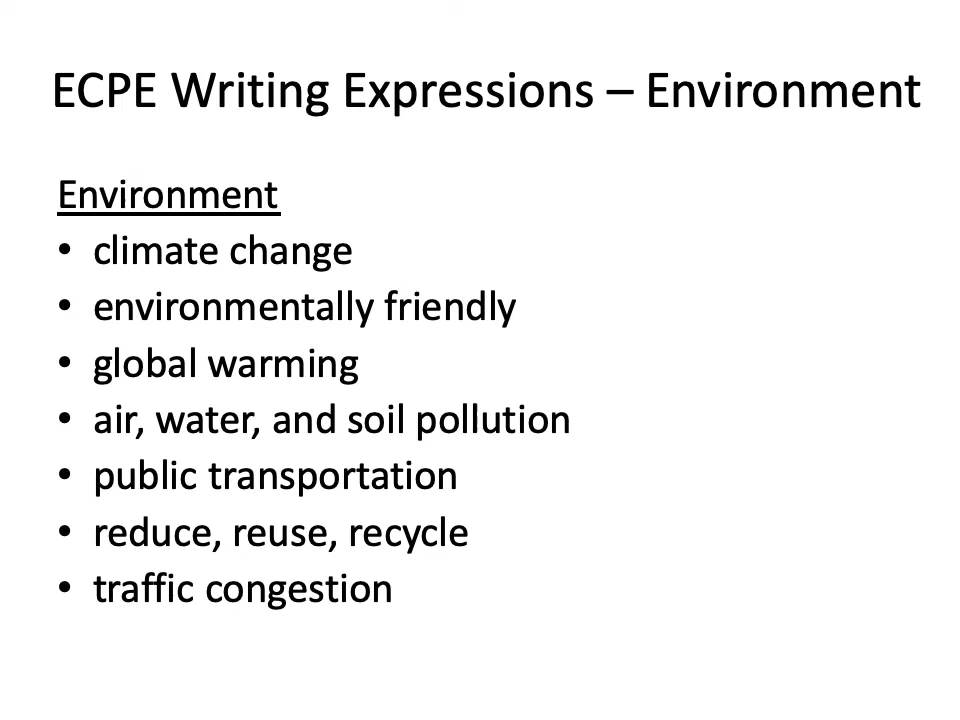 ECPE Writing Expressions – Environment
Environment
• climate change
• environmentally friendly
• global warming
• air, water, and soil pollution
• public transportation
• reduce, reuse, recycle
• traffic congestion